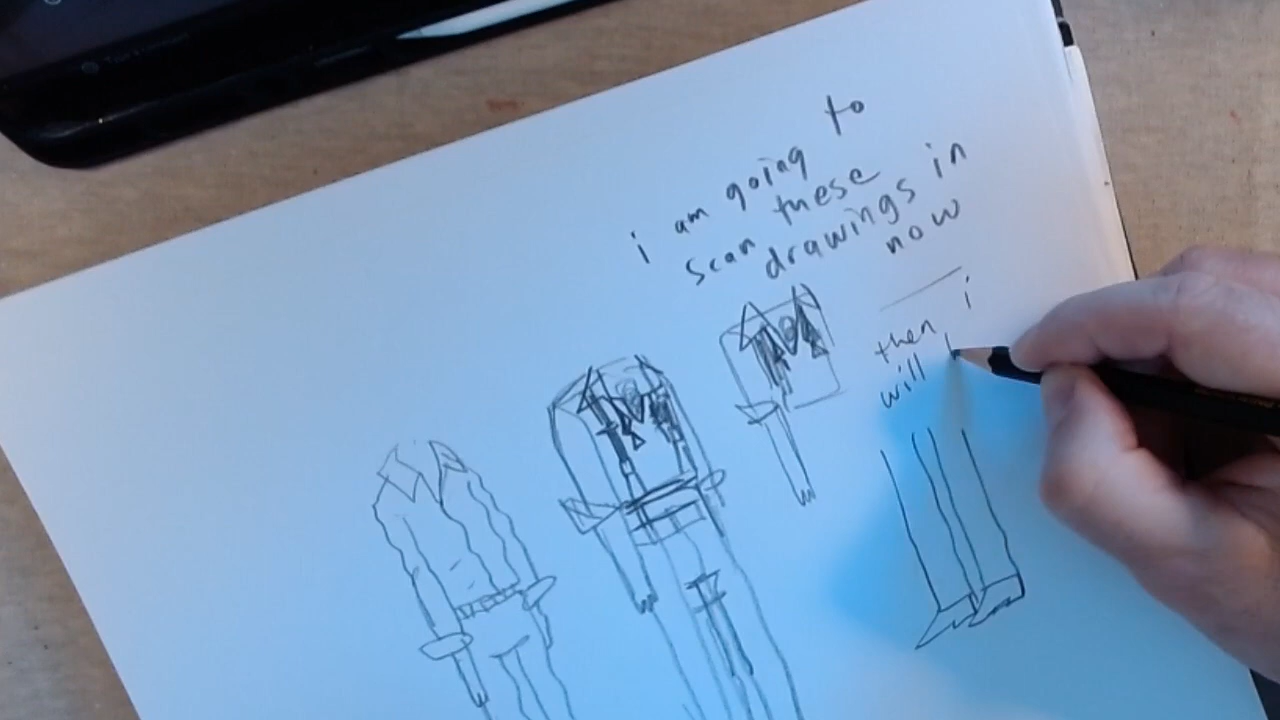 i am going to
scan these
drawings in
now
then i
will